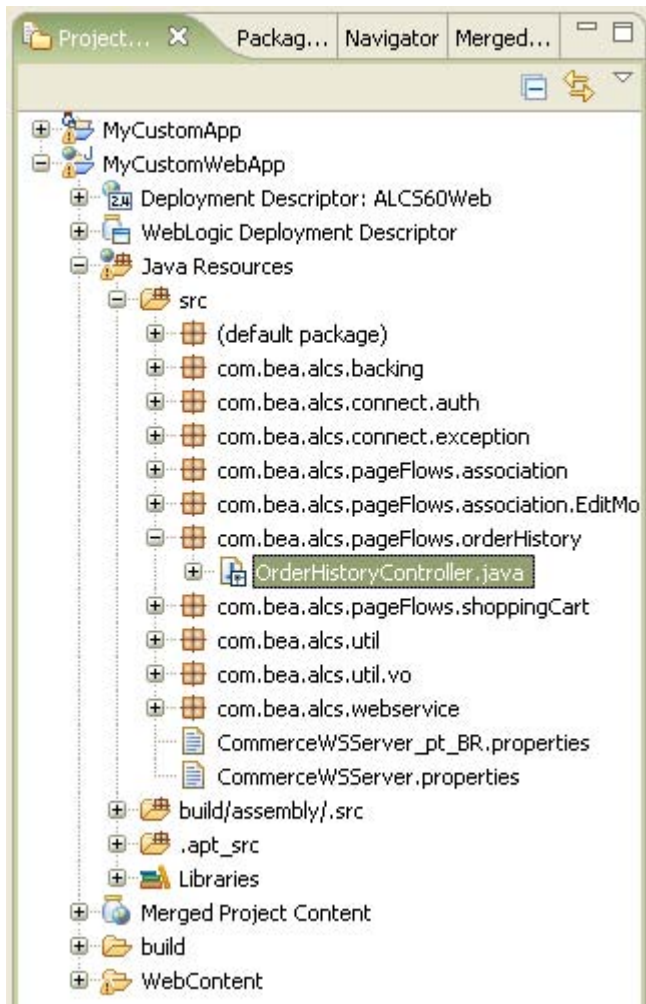 Project... Packag... Navigator Merged...
MyCustomApp
MyCustomWebApp
2.4 Deployment Descriptor: ALCS60Web
WebLogic Deployment Descriptor
Java Resources
src
(default package)
com.bea.alcs.backing
com.bea.alcs.connect.auth
com.bea.alcs.connect.exception
com.bea.alcs.pageFlows.association
com.bea.alcs.pageFlows.association.EditMo
com.bea.alcs.pageFlows.orderHistory
OrderHistoryController.java
com.bea.alcs.pageFlows.shoppingCart
com.bea.alcs.util
com.bea.alcs.util.vo
com.bea.alcs.webservice
CommerceWSServer_pt_BR.properties
CommerceWSServer.properties
build/assembly/.src
.apt_src
Libraries
Merged Project Content
build
WebContent